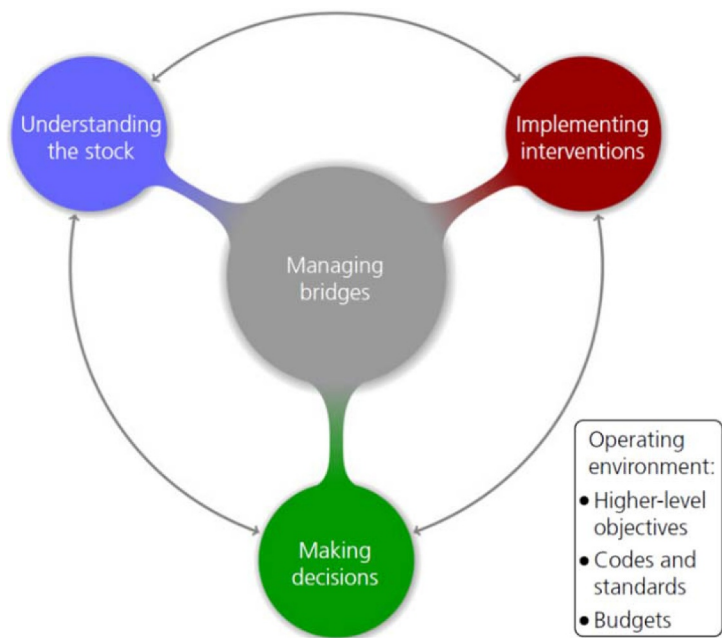 Understanding
the stock
Implementing
interventions
Managing
bridges
Making
decisions
Operating
environment:
• Higher-level
objectives
• Codes and
standards
• Budgets